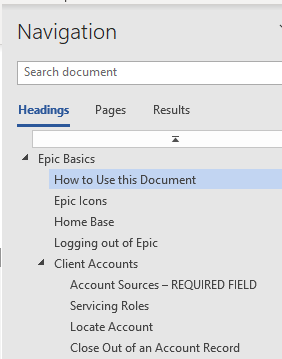 Navigation
Search document
Headings Pages Results
Epic Basics
How to Use this Document
Epic Icons
Home Base
Logging out of Epic
Client Accounts
Account Sources – REQUIRED FIELD
Servicing Roles
Locate Account
Close Out of an Account Record